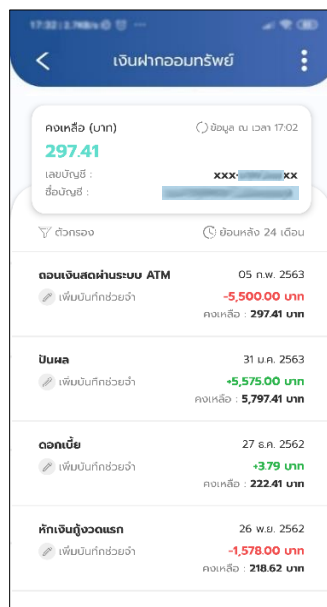 17:32 | 2.7KB/s
เงินฝากออมทรัพย์
คงเหลือ (บาท)
ข้อมูล ณ เวลา 17:02
297.41
เลขบัญชี :
xxx- xx
ชื่อบัญชี :
ตัวกรอง
ย้อนหลัง 24 เดือน
ถอนเงินสดผ่านระบบ ATM
05 ก.พ. 2563
เพิ่มบันทึกช่วยจำ
-5,500.00 บาท
คงเหลือ : 297.41 บาท
ปันผล
31 ม.ค. 2563
เพิ่มบันทึกช่วยจำ
+5,575.00 บาท
คงเหลือ : 5,797.41 บาท
ดอกเบี้ย
27 ธ.ค. 2562
เพิ่มบันทึกช่วยจำ
+3.79 บาท
คงเหลือ : 222.41 บาท
หักเงินกู้งวดแรก
26 พ.ย. 2562
เพิ่มบันทึกช่วยจำ
-1,578.00 บาท
คงเหลือ : 218.62 บาท